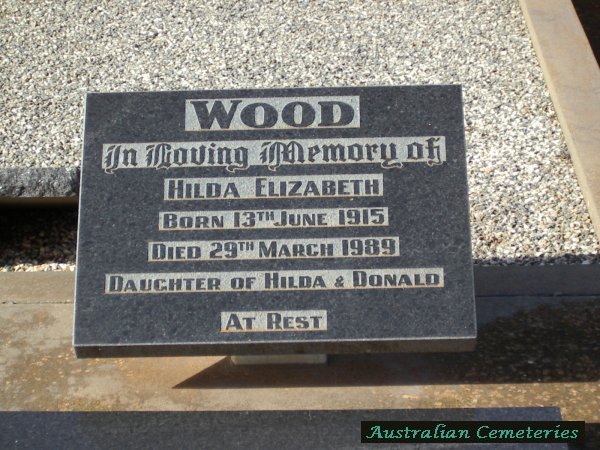 WOOD
In Loving Memory of
HILDA ELIZABETH
BORN 13TH JUNE 1915
DIED 29TH MARCH 1989
DAUGHTER OF HILDA & DONALD
AT REST
Australian Cemeteries